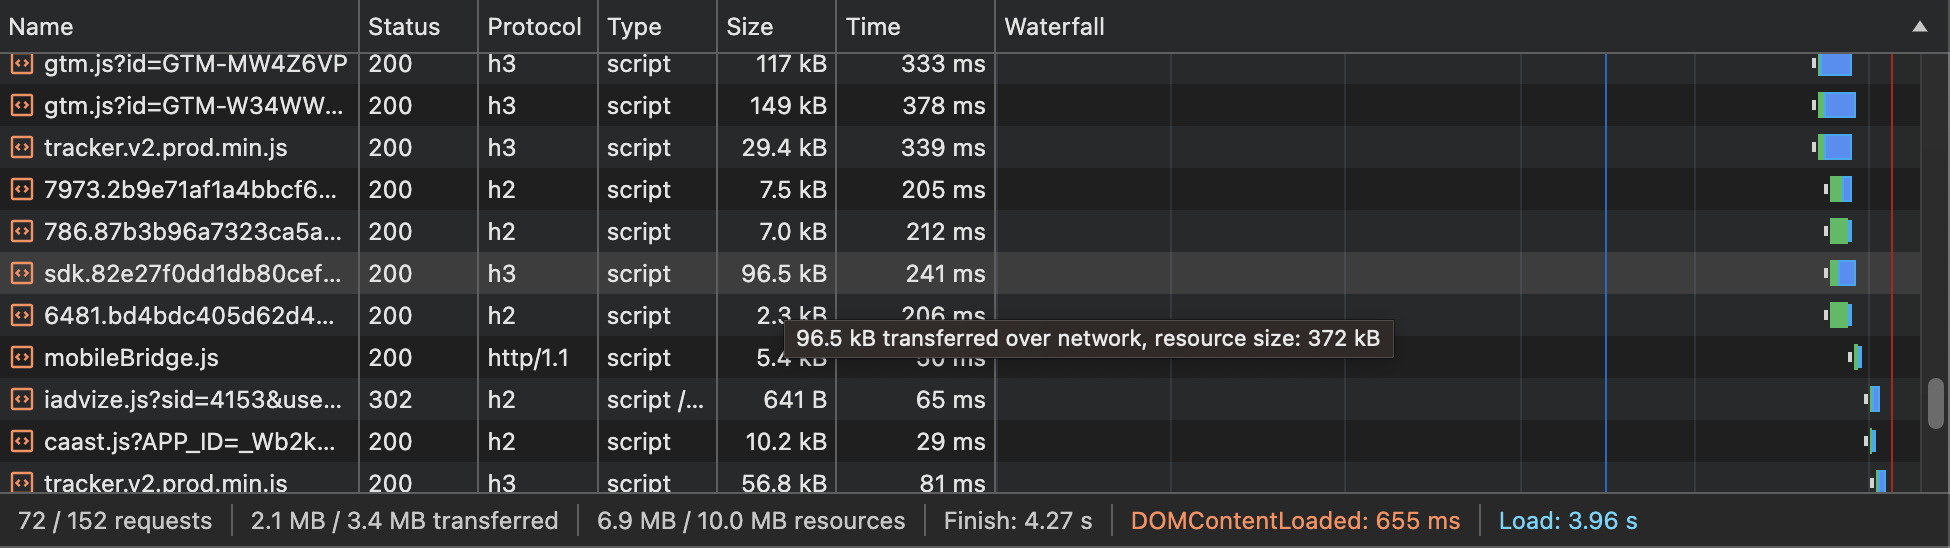 Name Status Protocol Type Size Time Waterfall
gtm.js?id=GTM-MW4Z6VP 200 h3 script 117 kB 333 ms
gtm.js?id=GTM-W34WW... 200 h3 script 149 kB 378 ms
tracker.v2.prod.min.js 200 h3 script 29.4 kB 339 ms
7973.2b9e71af1a4bbcf6... 200 h2 script 7.5 kB 205 ms
786.87b3b96a7323ca5a... 200 h2 script 7.0 kB 212 ms
sdk.82e27f0dd1db80cef... 200 h3 script 96.5 kB 241 ms
6481.bd4bdc405d62d4... 200 h2 script 2.3 kB 206 ms
96.5 kB transferred over network, resource size: 372 kB
mobileBridge.js 200 http/1.1 script 5.4 ms
iadvize.js?sid=4153&use... 302 h2 script /... 641 B 65 ms
caast.js?APP_ID=_Wb2k... 200 h2 script 10.2 kB 29 ms
tracker.v2.prod.min.js 200 h3 script 56.8 kB 81 ms
72 / 152 requests 2.1 MB / 3.4 MB transferred 6.9 MB / 10.0 MB resources Finish: 4.27 s DOMContentLoaded: 655 ms Load: 3.96 s